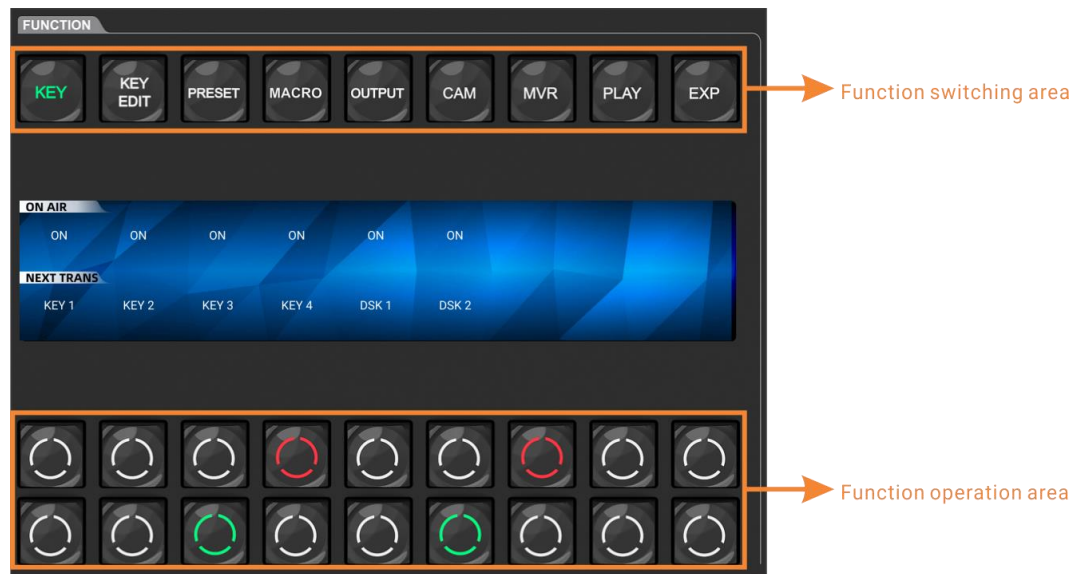 FUNCTION
KEY
KEY
EDIT
PRESET
MACRO
OUTPUT
CAM
MVR
PLAY
EXP
Function switching area
ON AIR
ON ON ON ON ON ON
NEXT TRANS
KEY 1 KEY 2 KEY 3 KEY 4 DSK 1 DSK 2
Function operation area